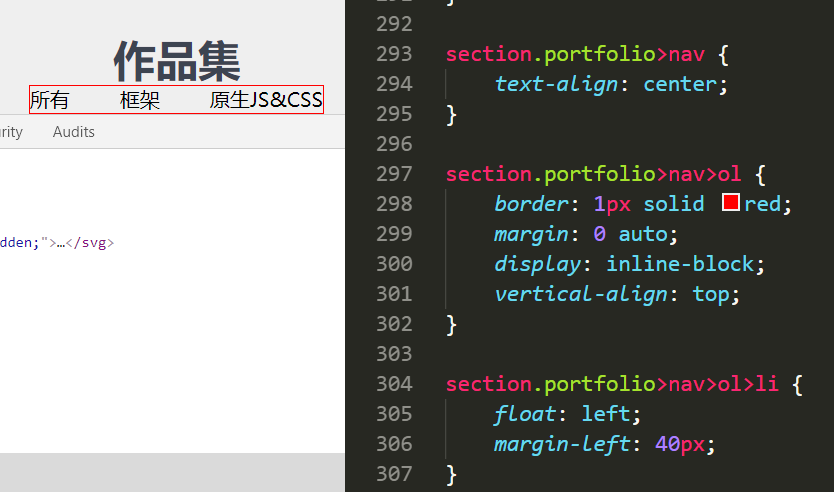 作品集
所有 框架 原生JS&CSS
rity Audits
dden;">…</svg>
292
293 section.portfolio>nav {
294 text-align: center;
295 }
296
297 section.portfolio>nav>ol {
298 border: 1px solid red;
299 margin: 0 auto;
300 display: inline-block;
301 vertical-align: top;
302 }
303
304 section.portfolio>nav>ol>li {
305 float: left;
306 margin-left: 40px;
307 }